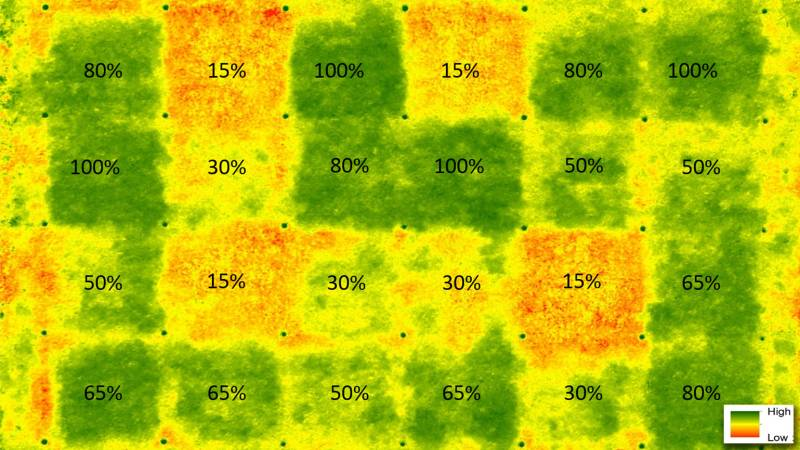 80% 15% 100% 15% 80% 100%
100% 30% 80% 100% 50% 50%
50% 15% 30% 30% 15% 65%
65% 65% 50% 65% 30% 80%
High
Low